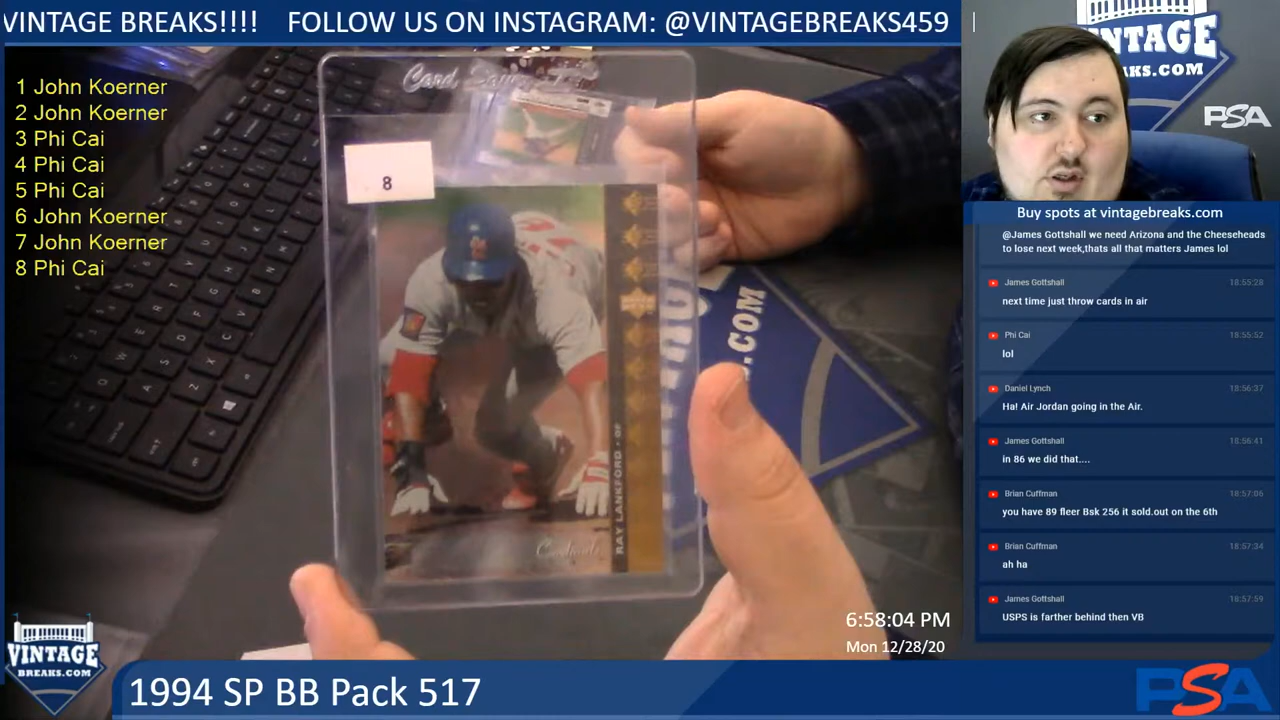 VINTAGE BREAKS!!!! FOLLOW US ON INSTAGRAM: @VINTAGEBREAKS459
1 John Koerner
2 John Koerner
3 Phi Cai
4 Phi Cai
5 Phi Cai
6 John Koerner
7 John Koerner
8 Phi Cai
8
RAY LANKFORD • OF
Cardinals
.COM
VINTAGE
BREAKS.COM
PSA
Buy spots at vintagebreaks.com
@James Gottshall we need Arizona and the Cheeseheads
to lose next week,thats all that matters James lol
James Gottshall 18:55:28
next time just throw cards in air
Phi Cai 18:55:52
lol
Daniel Lynch 18:56:37
Ha! Air Jordan going in the Air.
James Gottshall 18:56:41
in 86 we did that....
Brian Cuffman 18:57:06
you have 89 fleer Bsk 256 it sold.out on the 6th
Brian Cuffman 18:57:34
ah ha
James Gottshall 18:57:59
USPS is farther behind then VB
6:58:04 PM
Mon 12/28/20
VINTAGE
BREAKS.COM
1994 SP BB Pack 517
PSA